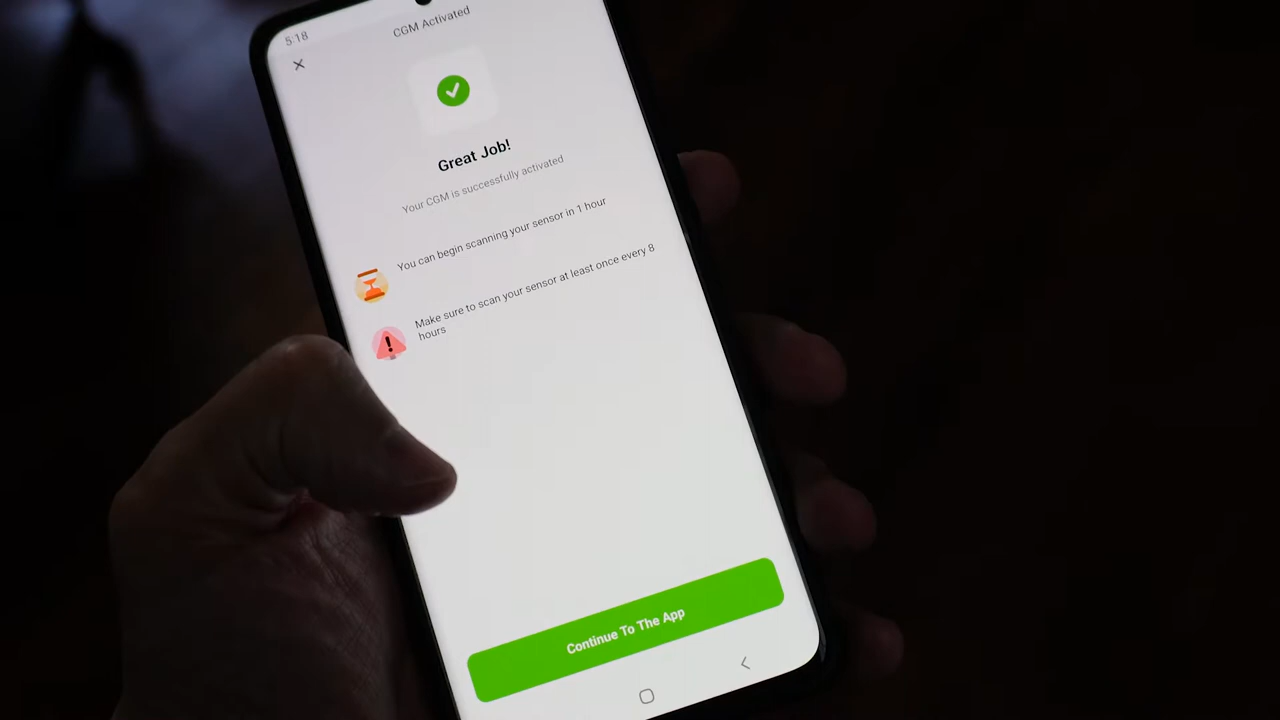 5:18
CGM Activated
Great Job!
Your CGM is successfully activated
You can begin scanning your sensor in 1 hour
Make sure to scan your sensor at least once every 8
hours
Continue To The App